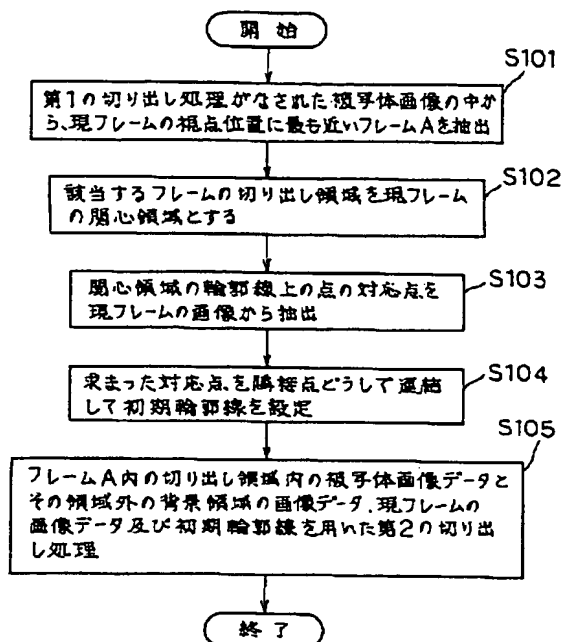 開始
S101
第1の切り出し処理がなされた被写体画像の中か
ら、現フレームの視点位置に最も近いフレームAを抽出
S102
該当するフレームの切り出し領域を現フレーム
の関心領域とする
S103
関心領域の輪郭線上の点の対応点を
現フレームの画像から抽出
S104
求まった対応点を隣接点どうしで連結
して初期輪郭線を設定
S105
フレームA内の切り出し領域内の被写体画像データと
その領域外の背景領域の画像データ、現フレームの
画像データ及び初期輪郭線を用いた第2の切り出
し処理
終了